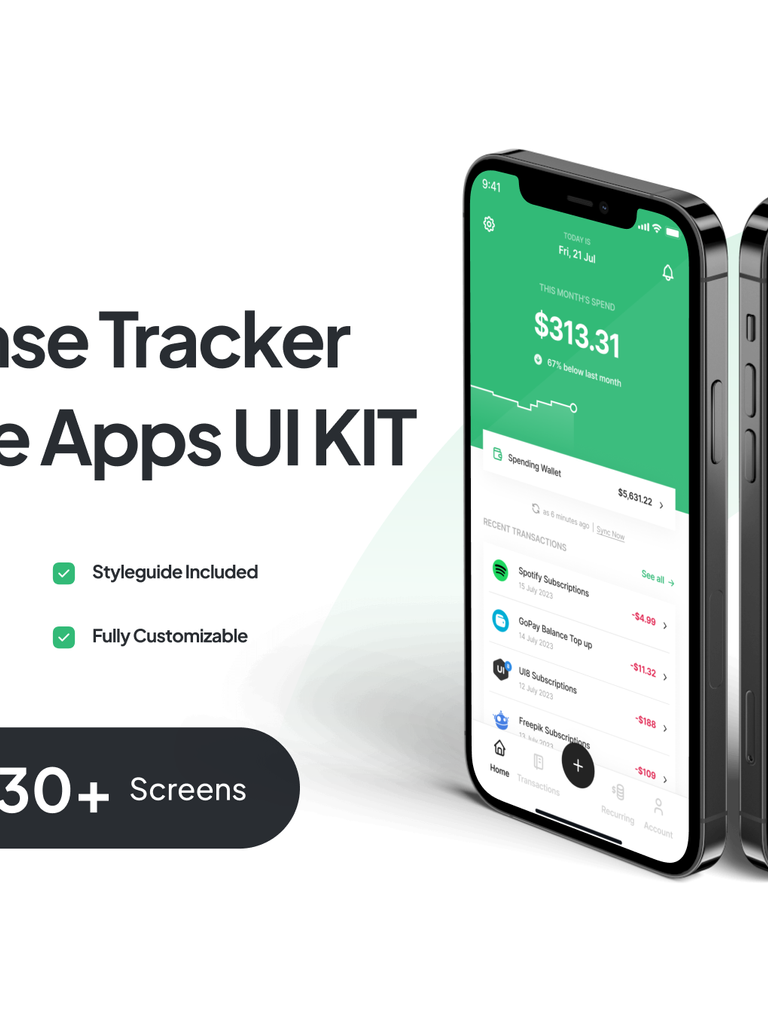 nse Tracker
e Apps UI KIT
Styleguide Included
Fully Customizable
30+ Screens
9:41
TODAY IS
Fri, 21 Jul
THIS MONTH'S SPEND
$313.31
67% below last month
Spending Wallet
$5,631.22
as 6 minutes ago | Sync Now
RECENT TRANSACTIONS
See all
Spotify Subscriptions
15 July 2023
-$4.99
GoPay Balance Top up
14 July 2023
-$11.32
UI
UI8 Subscriptions
12 July 2023
-$188
Freepik Subscriptions
12 July 2023
-$109
Home
Transactions
+
Recurring
Account